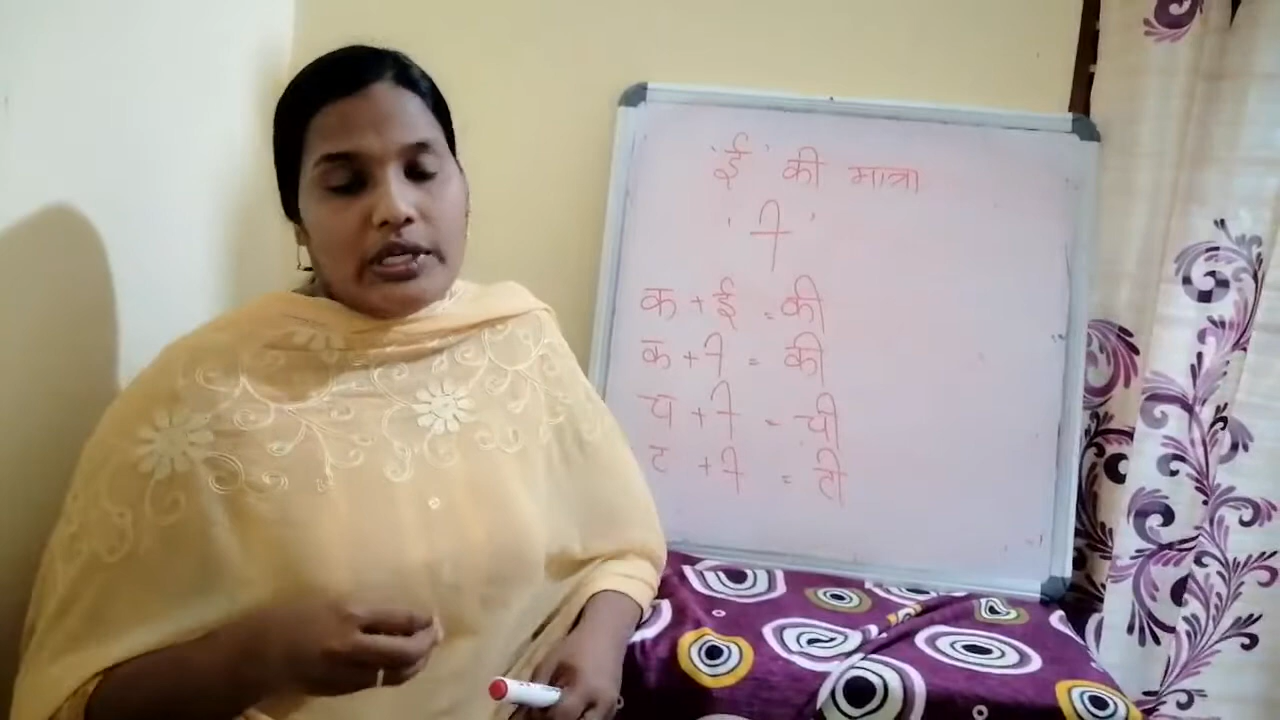 'ई' की मात्रा
' ी '
क + ई = की
क + ी = की
च + ी = ची
ट + ी = टी